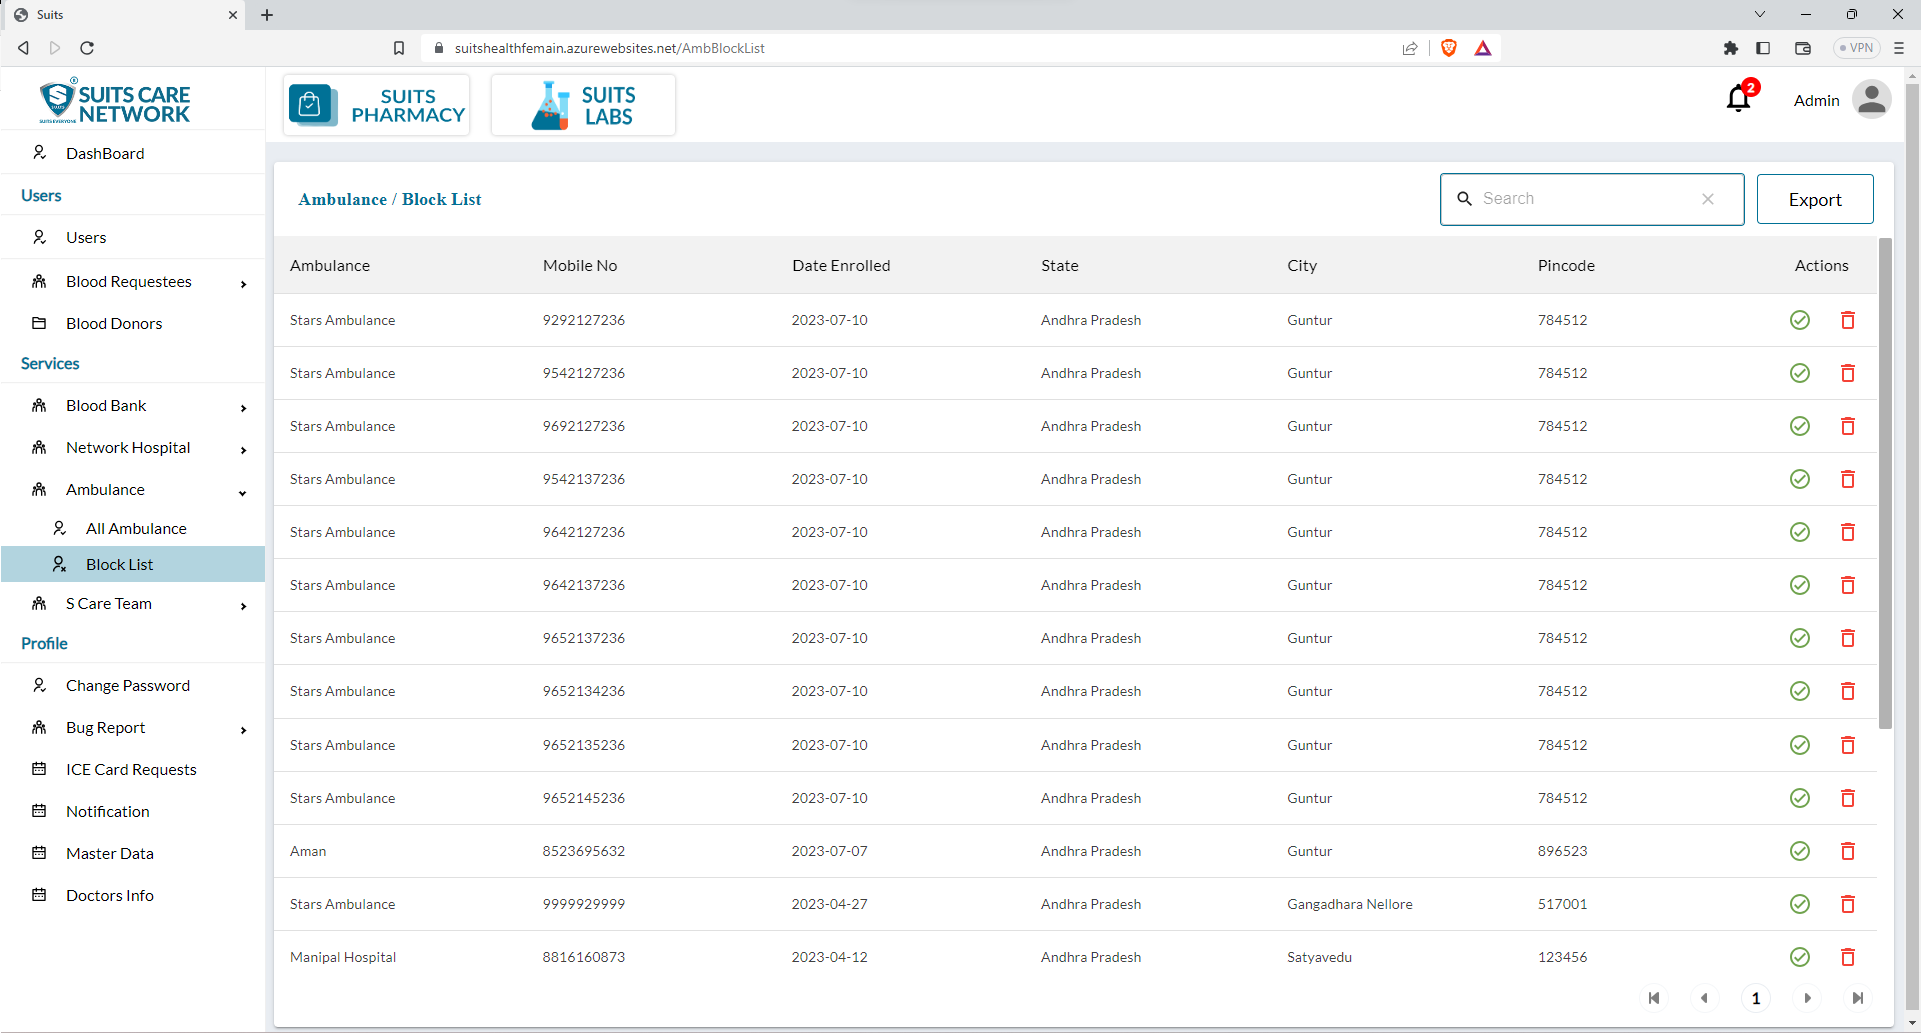 Suits
suitshealthfemain.azurewebsites.net/AmbBlockList
VPN
SUITS CARE
NETWORK
SUITS
PHARMACY
SUITS
LABS
2
Admin
DashBoard
Users
Users
Blood Requestees
Blood Donors
Services
Blood Bank
Network Hospital
Ambulance
All Ambulance
Block List
S Care Team
Profile
Change Password
Bug Report
ICE Card Requests
Notification
Master Data
Doctors Info
Ambulance / Block List
Search
Export
Ambulance Mobile No Date Enrolled State City Pincode Actions
Stars Ambulance 9292127236 2023-07-10 Andhra Pradesh Guntur 784512
Stars Ambulance 9542127236 2023-07-10 Andhra Pradesh Guntur 784512
Stars Ambulance 9692127236 2023-07-10 Andhra Pradesh Guntur 784512
Stars Ambulance 9542137236 2023-07-10 Andhra Pradesh Guntur 784512
Stars Ambulance 9642127236 2023-07-10 Andhra Pradesh Guntur 784512
Stars Ambulance 9642137236 2023-07-10 Andhra Pradesh Guntur 784512
Stars Ambulance 9652137236 2023-07-10 Andhra Pradesh Guntur 784512
Stars Ambulance 9652134236 2023-07-10 Andhra Pradesh Guntur 784512
Stars Ambulance 9652135236 2023-07-10 Andhra Pradesh Guntur 784512
Stars Ambulance 9652145236 2023-07-10 Andhra Pradesh Guntur 784512
Aman 8523695632 2023-07-07 Andhra Pradesh Guntur 896523
Stars Ambulance 9999929999 2023-04-27 Andhra Pradesh Gangadhara Nellore 517001
Manipal Hospital 8816160873 2023-04-12 Andhra Pradesh Satyavedu 123456
1